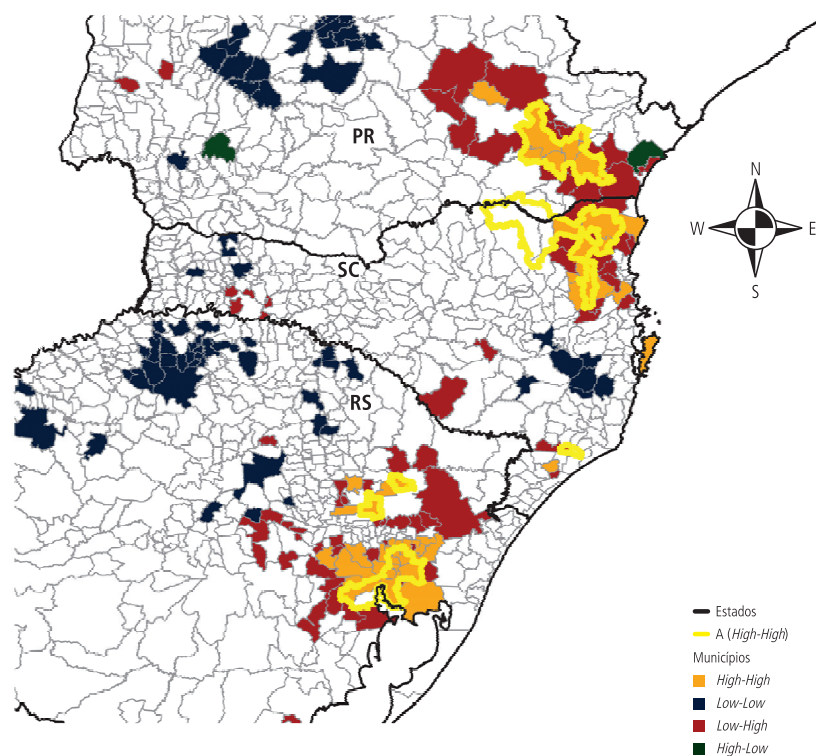 PR
N
W
E
S
SC
RS
Estados
A (High-High)
Municípios
High-High
Low-Low
Low-High
High-Low